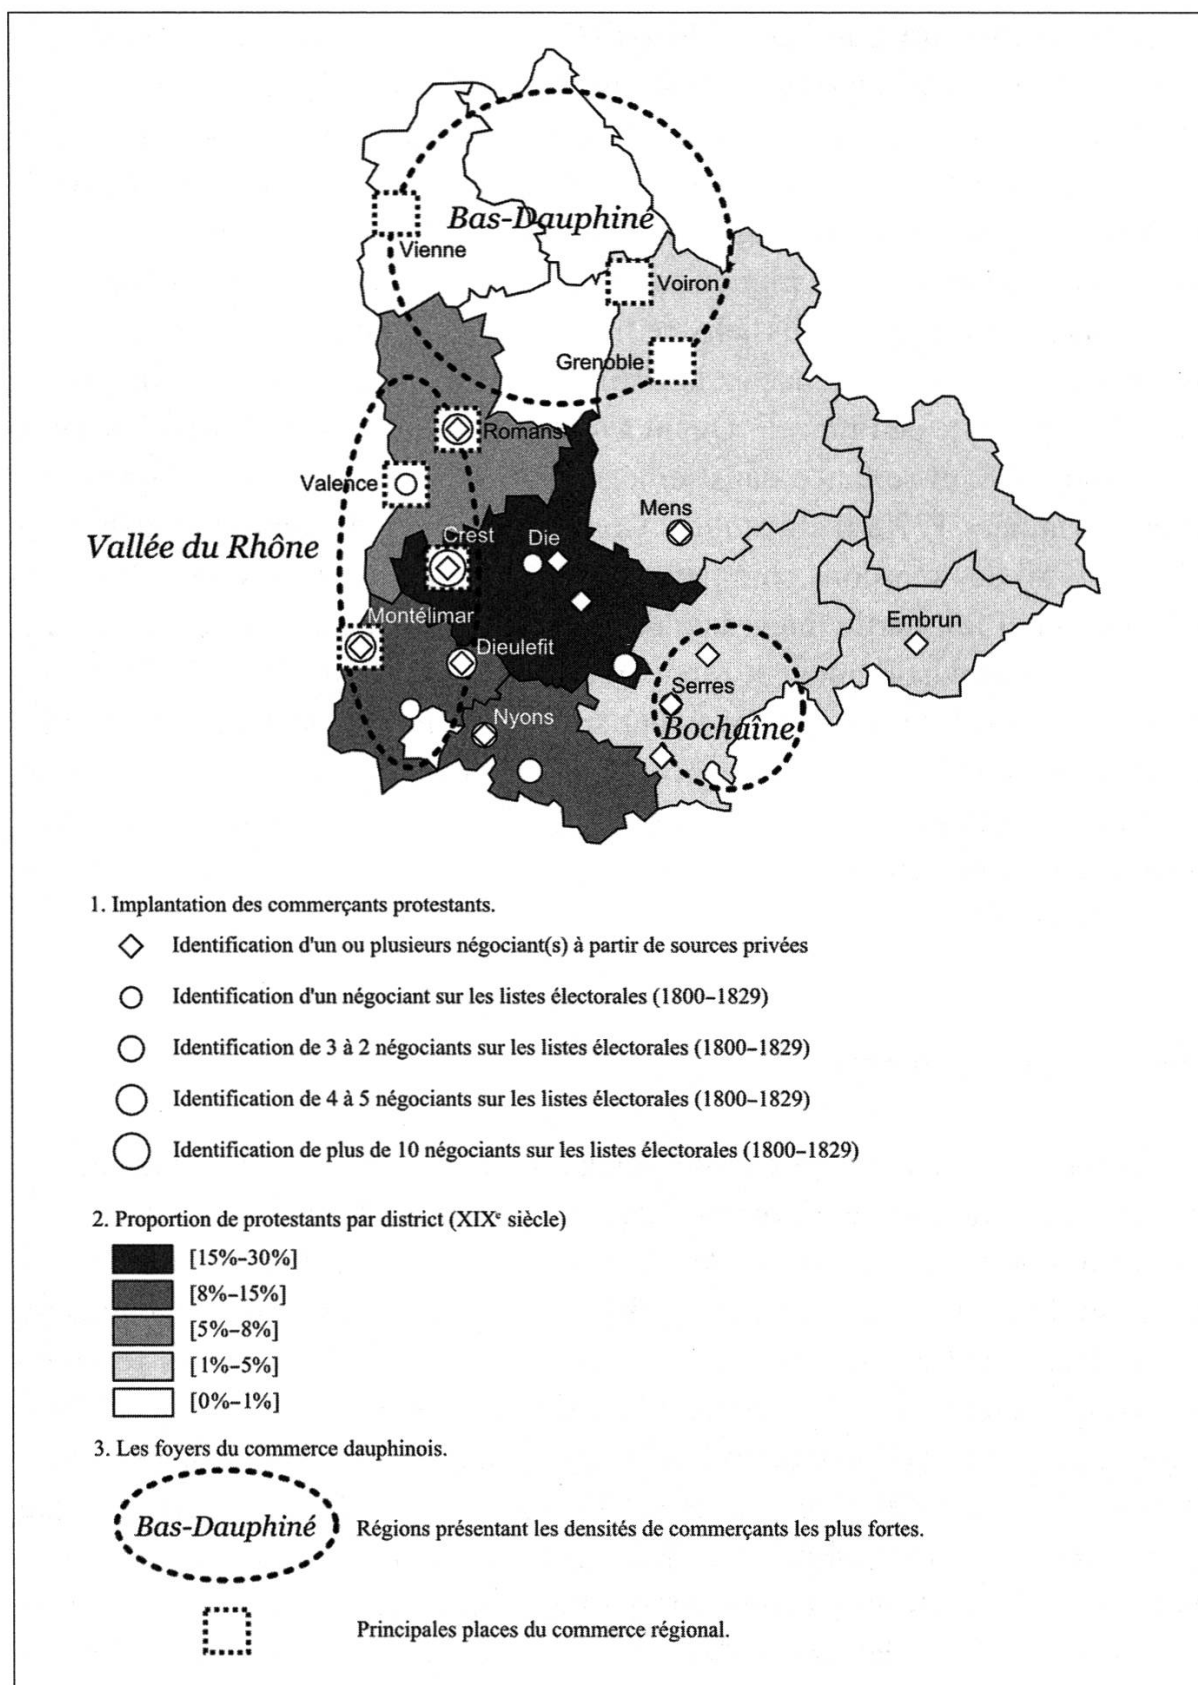 Bas-Dauphiné
Vienne
Voiron
Grenoble
Romans
Valence
Mens
Crest
Die
Vallée du Rhône
Montélimar
Embrun
Dieulefit
Serres
Nyons
Bochaîne
1. Implantation des commerçants protestants.
Identification d'un ou plusieurs négociant(s) à partir de sources privées
Identification d'un négociant sur les listes électorales (1800–1829)
Identification de 3 à 2 négociants sur les listes électorales (1800–1829)
Identification de 4 à 5 négociants sur les listes électorales (1800–1829)
Identification de plus de 10 négociants sur les listes électorales (1800–1829)
2. Proportion de protestants par district (XIXe siècle)
[15%–30%]
[8%–15%]
[5%–8%]
[1%–5%]
[0%–1%]
3. Les foyers du commerce dauphinois.
Bas-Dauphiné Régions présentant les densités de commerçants les plus fortes.
Principales places du commerce régional.